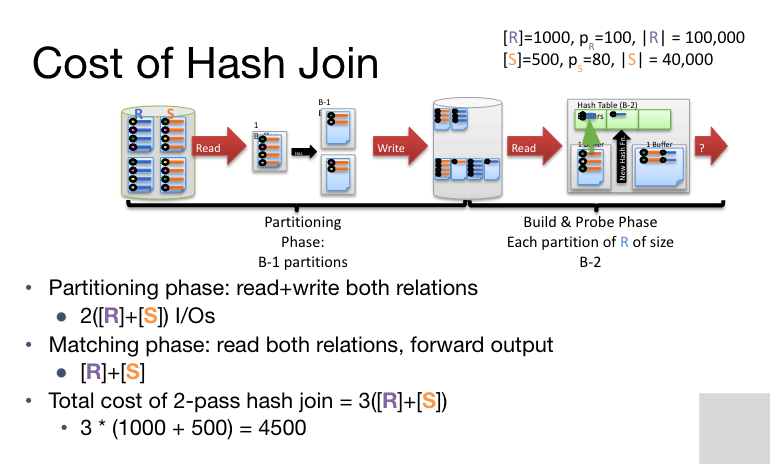 Cost of Hash Join
[R]=1000, p_R=100, |R| = 100,000
[S]=500, p_S=80, |S| = 40,000
R S
Read
1
B-1
Write
Read
Hash Table (B-2)
1 Buffer
New Hash Fn
1 Buffer
?
Partitioning
Phase:
B-1 partitions
Build & Probe Phase
Each partition of R of size
B-2
• Partitioning phase: read+write both relations
• 2([R]+[S]) I/Os
• Matching phase: read both relations, forward output
• [R]+[S]
• Total cost of 2-pass hash join = 3([R]+[S])
• 3 * (1000 + 500) = 4500